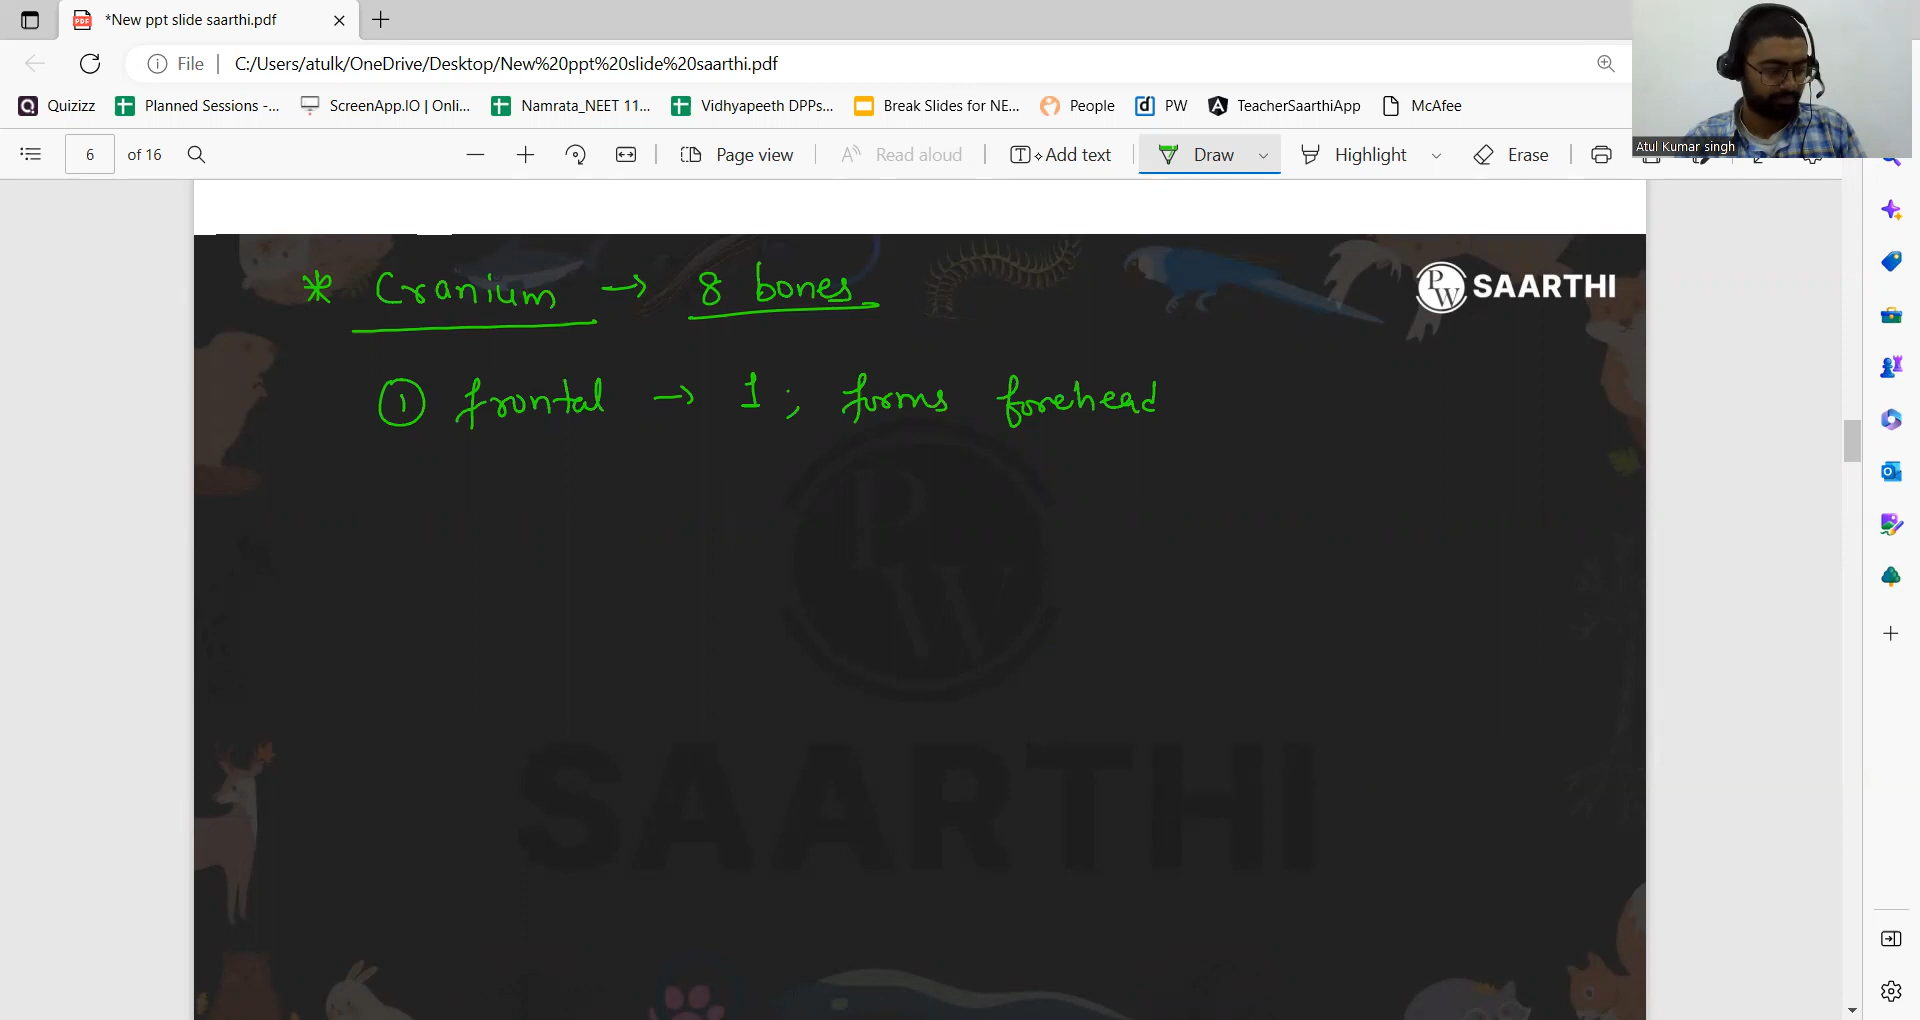 *New ppt slide saarthi.pdf
File C:/Users/atulk/OneDrive/Desktop/New%20ppt%20slide%20saarthi.pdf
Quizizz Planned Sessions -... ScreenApp.IO | Onli... Namrata_NEET 11... Vidhyapeeth DPPs... Break Slides for NE... People PW TeacherSaarthiApp McAfee
Atul Kumar singh
6 of 16 Page view Read aloud Add text Draw Highlight Erase
* Cranium → 8 bones
PW SAARTHI
① frontal → 1 ; forms forehead
PW
SAARTHI